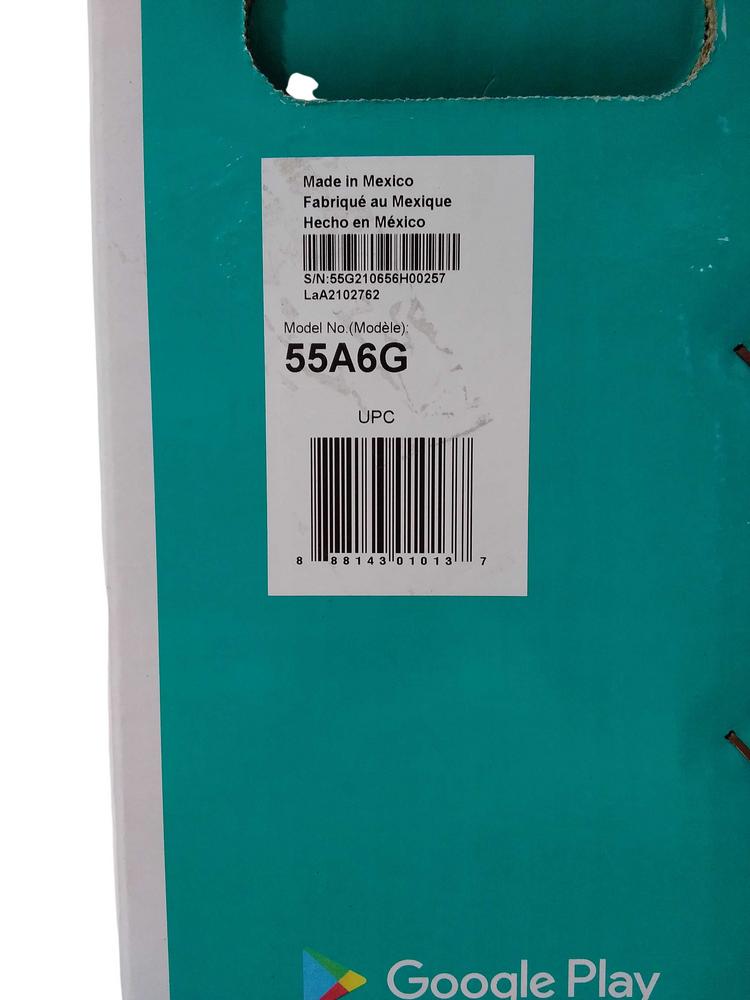 Made in Mexico
Fabriqué au Mexique
Hecho en México
S/N:55G210656H00257
LaA2102762
Model No.(Modèle):
55A6G
UPC
8 88143 01013 7
Google Play